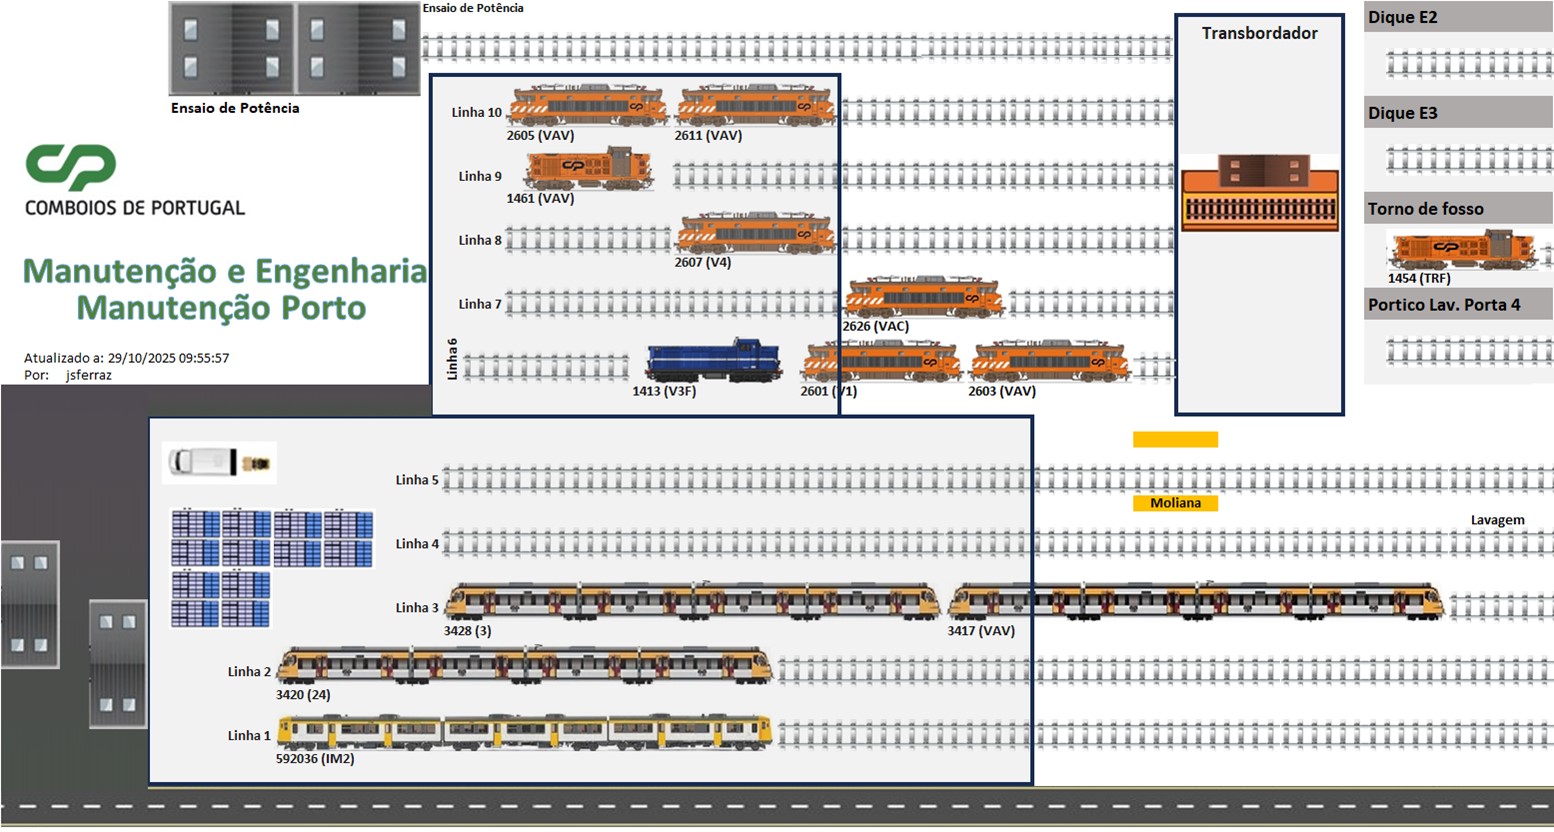 Ensaio de Potência
Transbordador
Dique E2
Ensaio de Potência
Linha 10
2605 (VAV)
2611 (VAV)
Dique E3
CP
COMBOIOS DE PORTUGAL
Linha 9
1461 (VAV)
Torno de fosso
1454 (TRF)
Linha 8
2607 (V4)
Manutenção e Engenharia
Manutenção Porto
Linha 7
2626 (VAC)
Portico Lav. Porta 4
Atualizado a: 29/10/2025 09:55:57
Por: jsferraz
Linha 6
1413 (V3F)
2601 (V1)
2603 (VAV)
Linha 5
Moliana
Lavagem
Linha 4
Linha 3
3428 (3)
3417 (VAV)
Linha 2
3420 (24)
Linha 1
592036 (IM2)